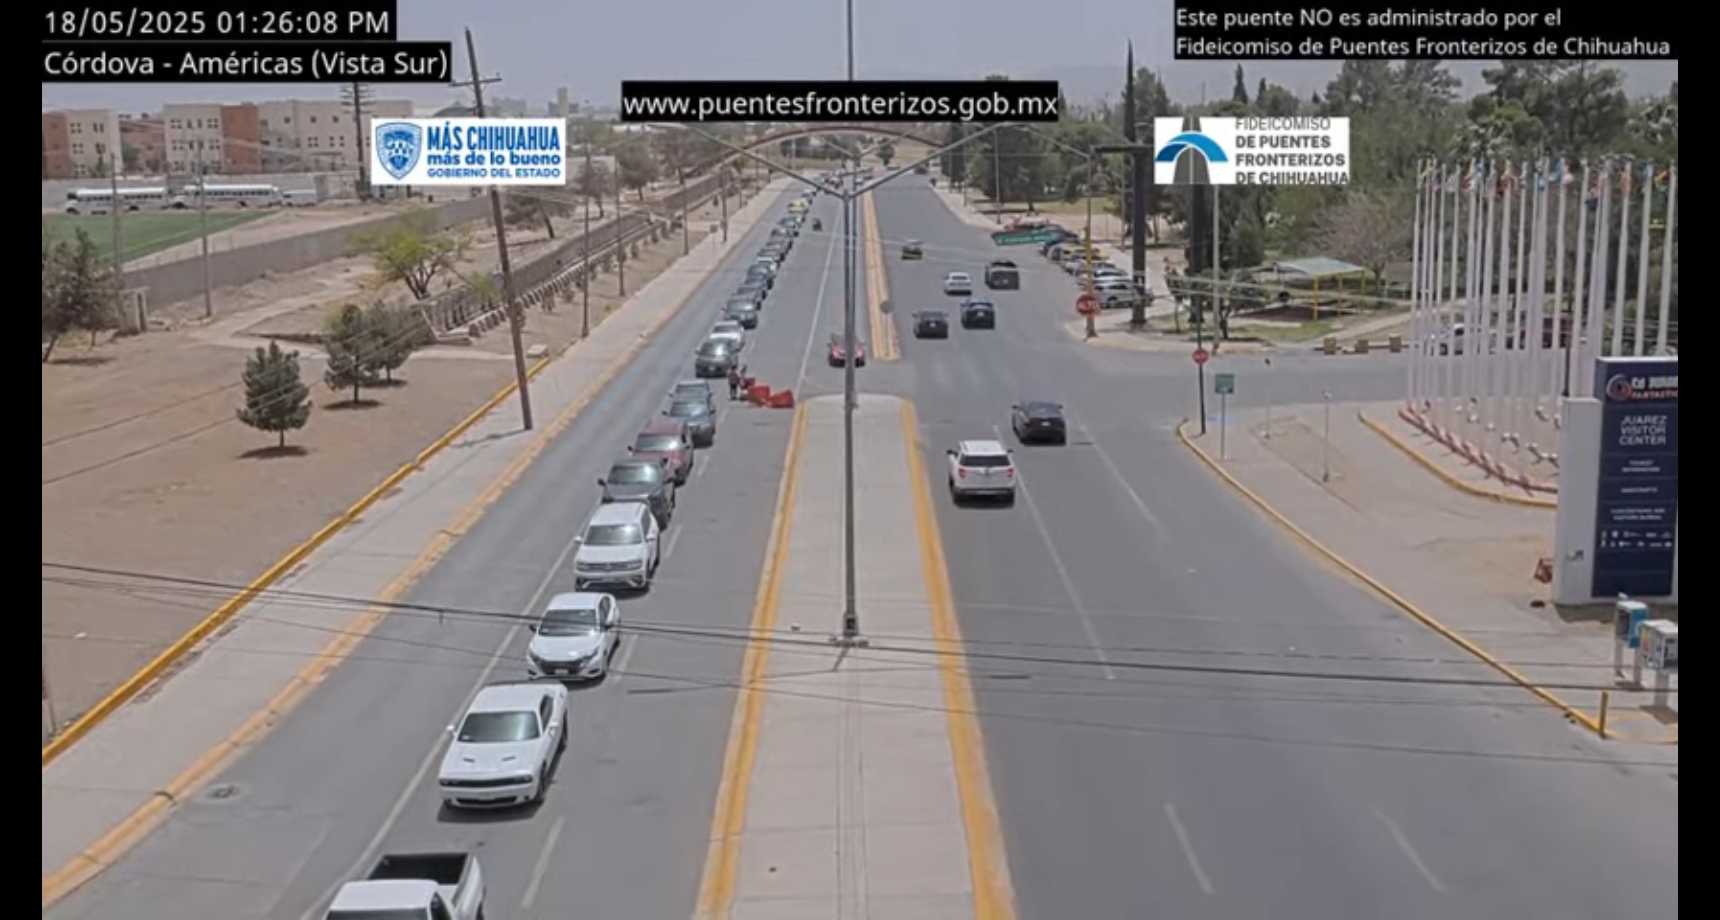 18/05/2025 01:26:08 PM
Córdova - Américas (Vista Sur)
Este puente NO es administrado por el
Fideicomiso de Puentes Fronterizos de Chihuahua
www.puentesfronterizos.gob.mx
MÁS CHIHUAHUA
más de lo bueno
GOBIERNO DEL ESTADO
FIDEICOMISO
DE PUENTES
FRONTERIZOS
DE CHIHUAHUA
JUAREZ
VISITOR
CENTER